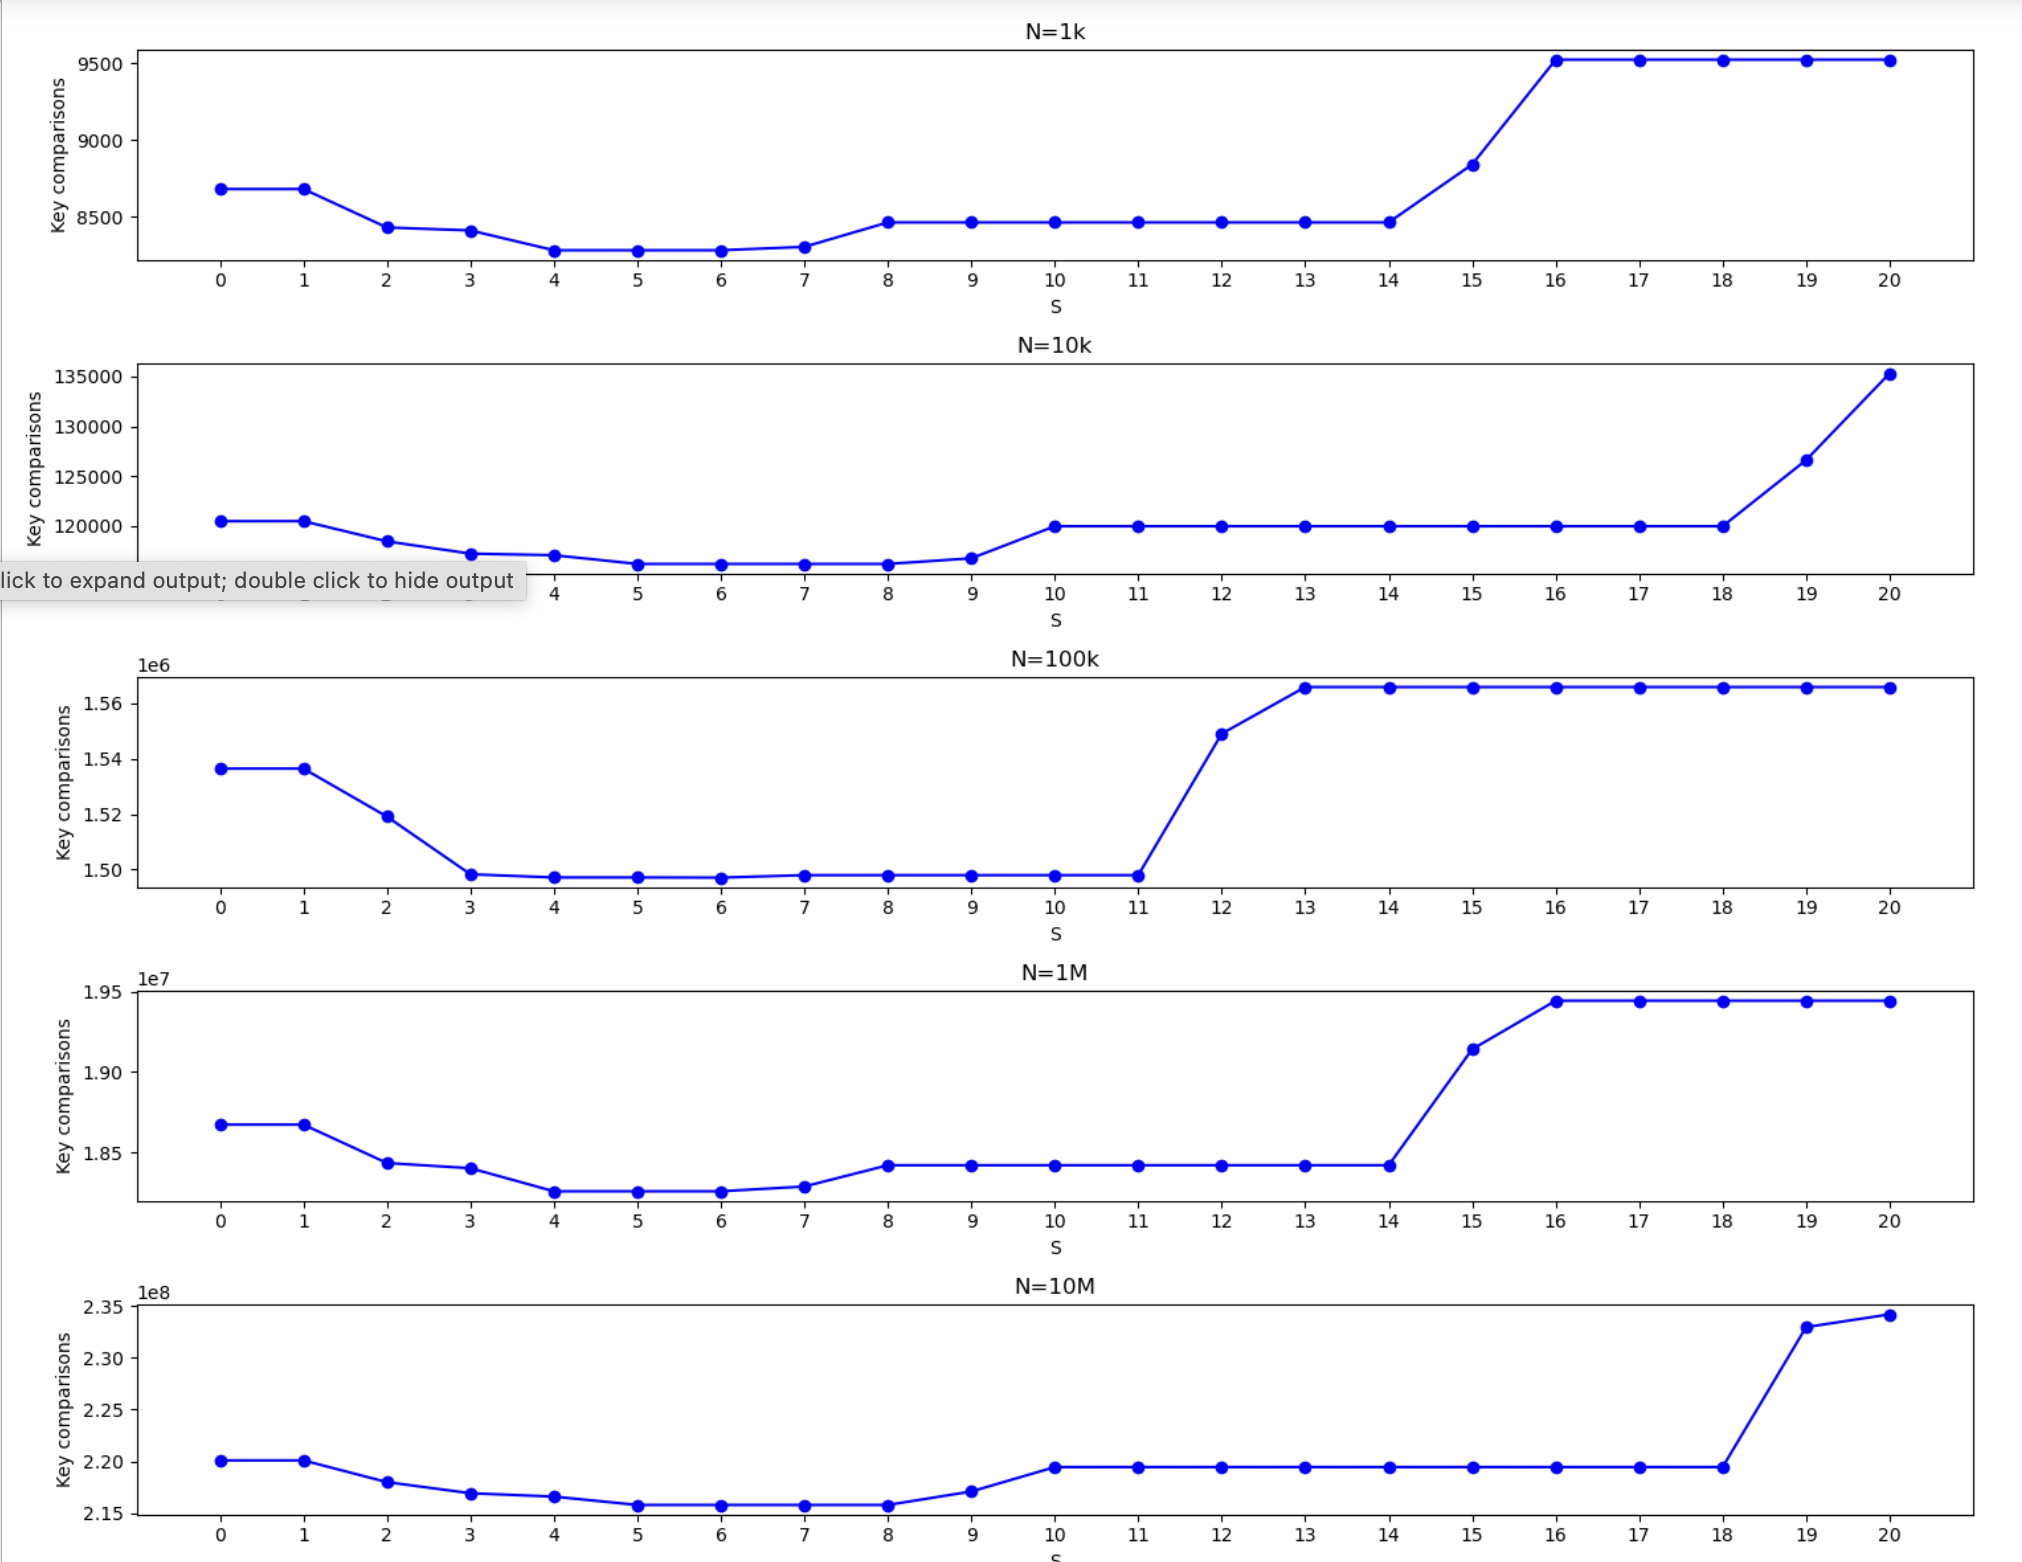 N=1k
Key comparisons
9500
9000
8500
0 1 2 3 4 5 6 7 8 9 10 11 12 13 14 15 16 17 18 19 20
S
N=10k
Key comparisons
135000
130000
125000
120000
lick to expand output; double click to hide output
4 5 6 7 8 9 10 11 12 13 14 15 16 17 18 19 20
S
N=100k
1e6
Key comparisons
1.56
1.54
1.52
1.50
0 1 2 3 4 5 6 7 8 9 10 11 12 13 14 15 16 17 18 19 20
S
N=1M
1e7
Key comparisons
1.95
1.90
1.85
0 1 2 3 4 5 6 7 8 9 10 11 12 13 14 15 16 17 18 19 20
S
N=10M
1e8
Key comparisons
2.35
2.30
2.25
2.20
2.15
0 1 2 3 4 5 6 7 8 9 10 11 12 13 14 15 16 17 18 19 20
S